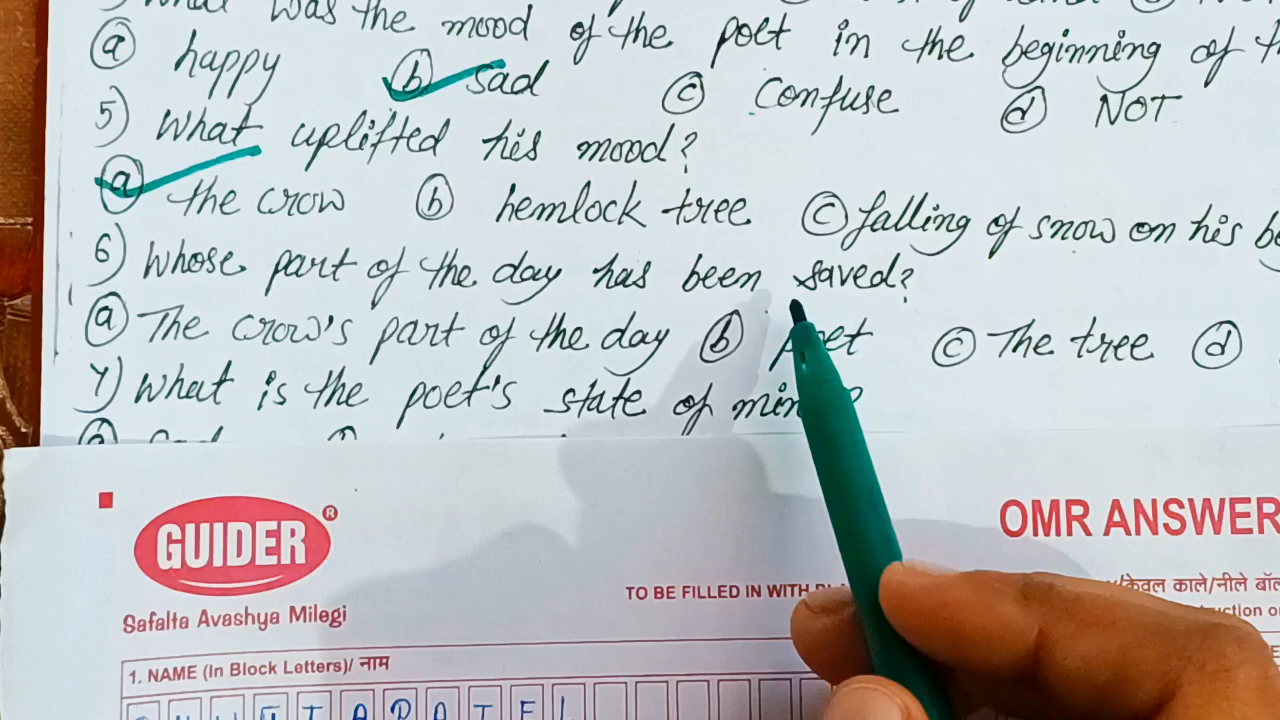 What was the mood of the poet in the beginning of
ⓐ happy ⓑ sad ⓒ Confuse ⓓ NOT
5) What uplifted his mood?
ⓐ the crow ⓑ hemlock tree ⓒ falling of snow on his
6) Whose part of the day has been saved?
ⓐ The crow's part of the day ⓑ poet ⓒ The tree ⓓ
7) What is the poet's state of
GUIDER®
Safalta Avashya Milegi
OMR ANSWER
TO BE FILLED IN WITH
केवल काले/नीले
1. NAME (In Block Letters)/ नाम